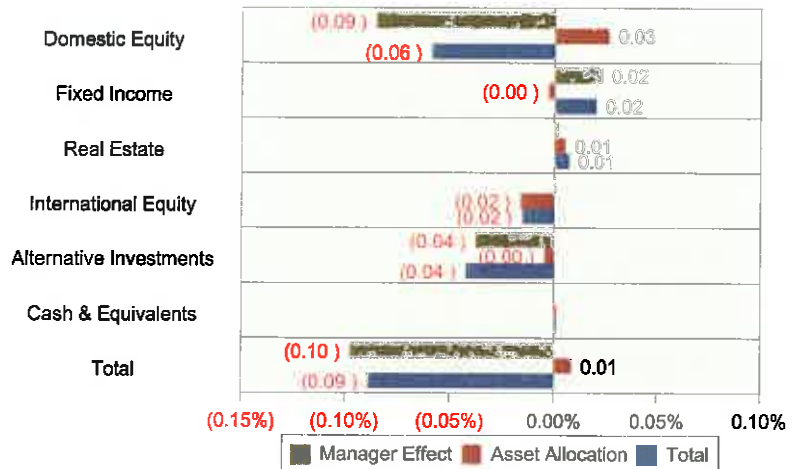 (0.09 )
Domestic Equity
0.03
(0.06 )
0.02
Fixed Income
(0.00 )
0.02
Real Estate
0.01
0.01
International Equity
(0.02 )
(0.02 )
(0.04 )
Alternative Investments
(0.00 )
(0.04 )
Cash & Equivalents
(0.10 )
Total
0.01
(0.09 )
(0.15%) (0.10%) (0.05%) 0.00% 0.05% 0.10%
Manager Effect Asset Allocation Total